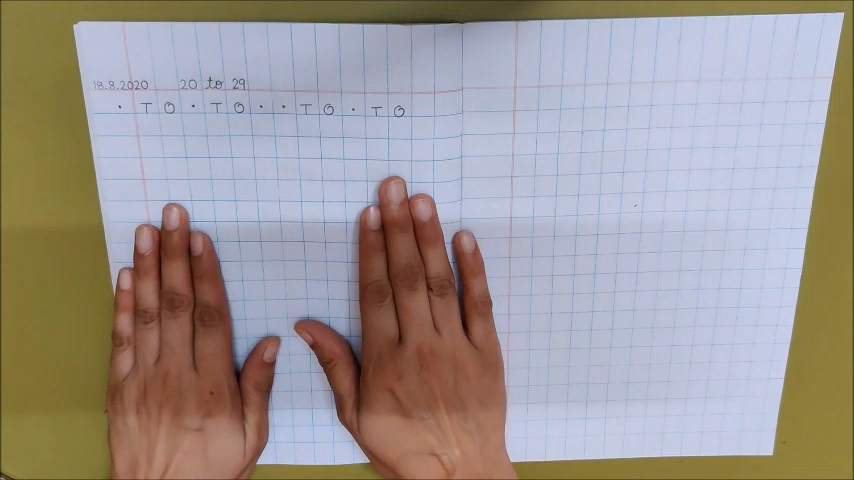 18.8.2020 20 to 29
· T O · T O · · T O · T O